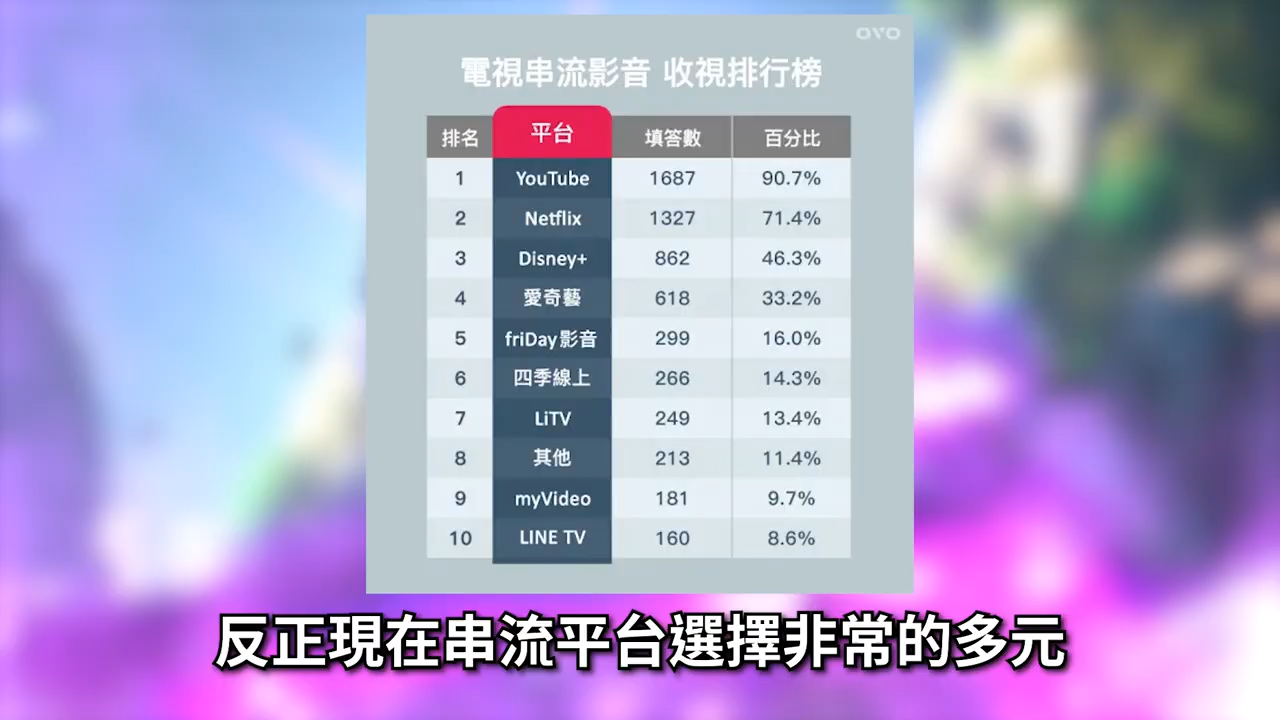 OVO
電視串流影音 收視排行榜
排名 平台 填答數 百分比
1 YouTube 1687 90.7%
2 Netflix 1327 71.4%
3 Disney+ 862 46.3%
4 愛奇藝 618 33.2%
5 friDay影音 299 16.0%
6 四季線上 266 14.3%
7 LiTV 249 13.4%
8 其他 213 11.4%
9 myVideo 181 9.7%
10 LINE TV 160 8.6%
反正現在串流平台選擇非常的多元